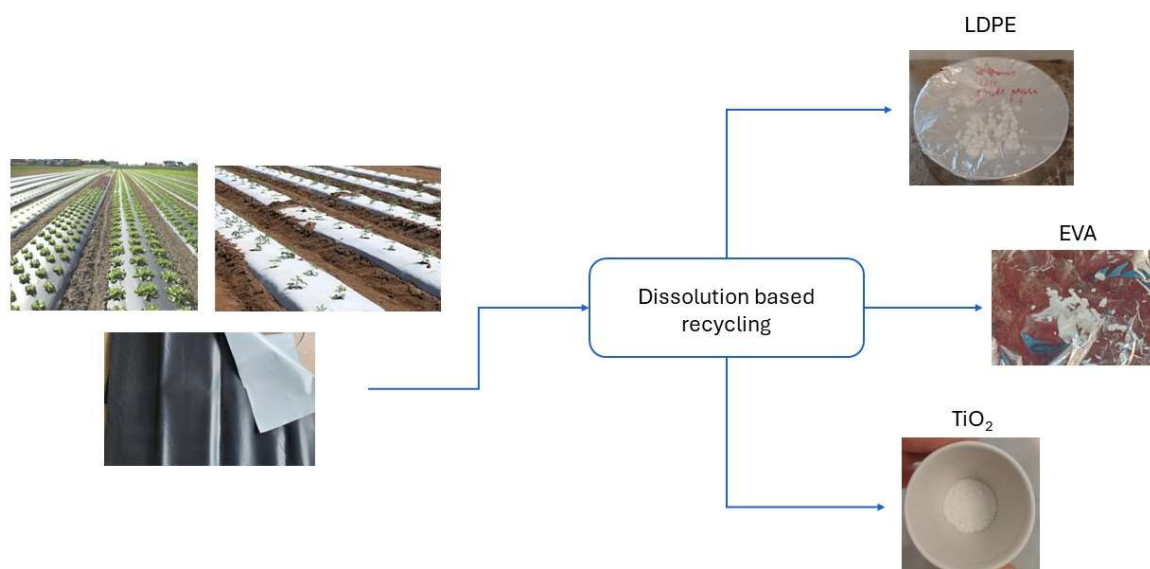 LDPE
EVA
Dissolution based
recycling
TiO₂